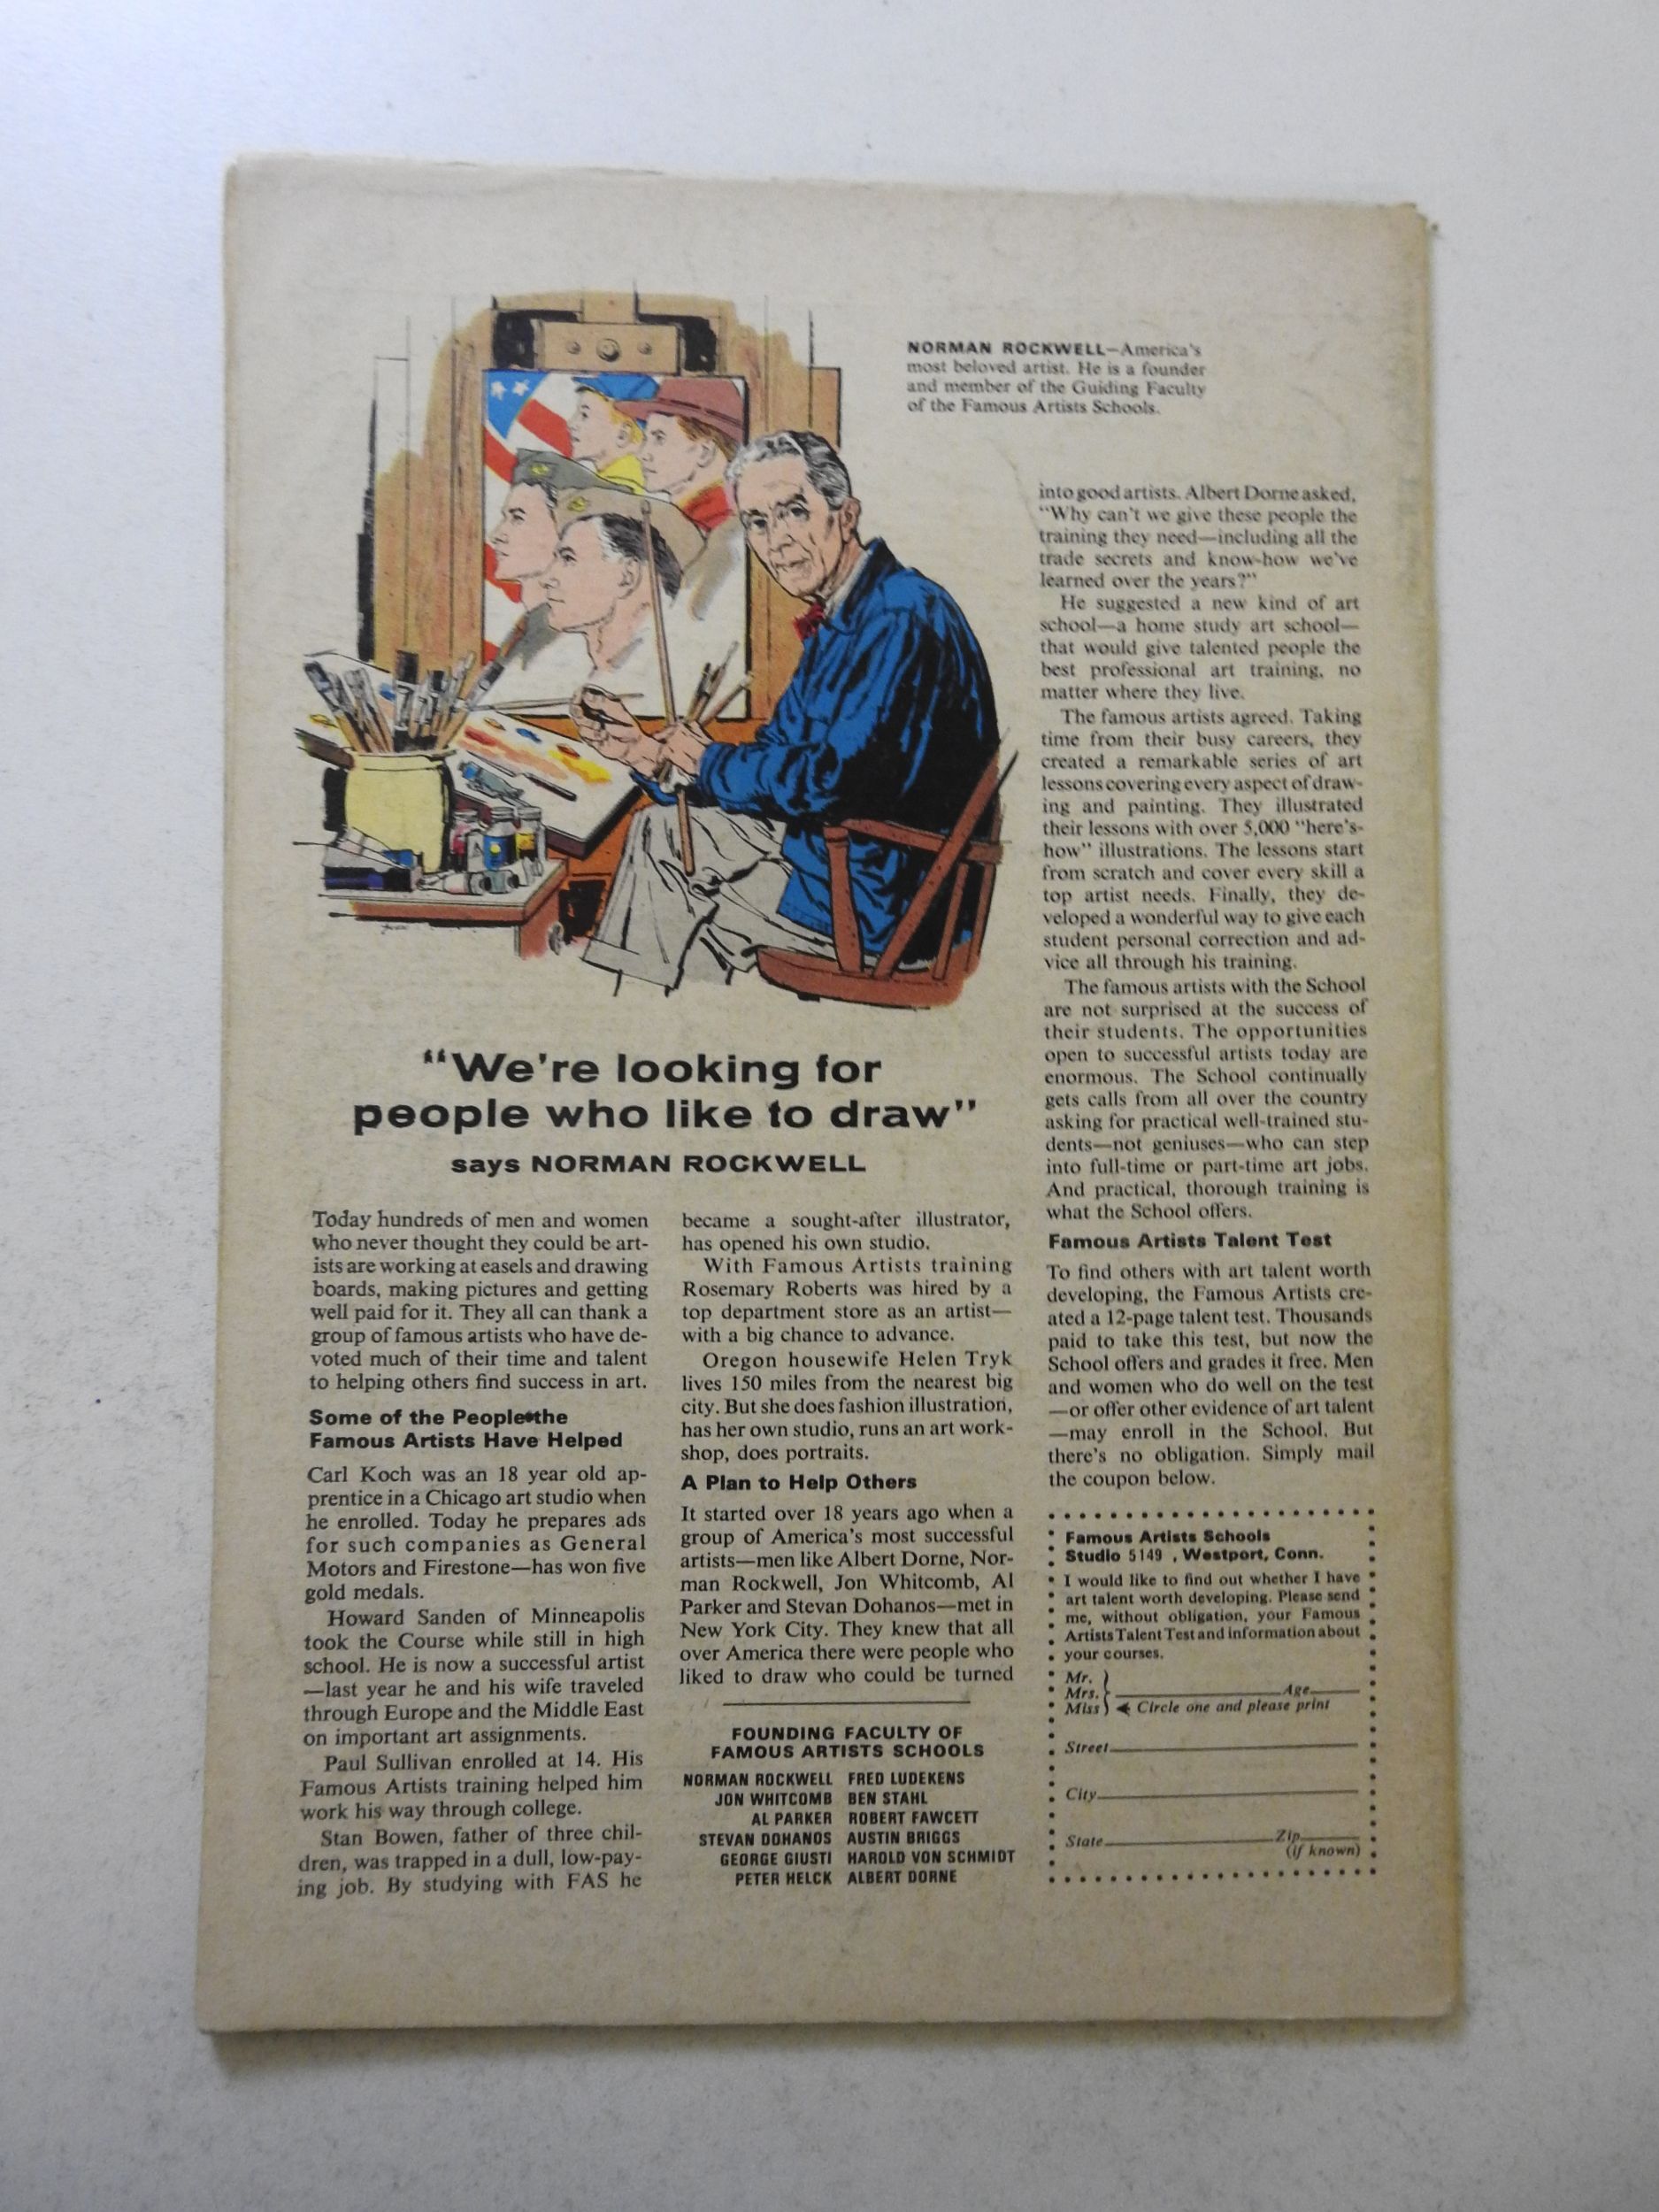 NORMAN ROCKWELL—America's
most beloved artist. He is a founder
and member of the Guiding Faculty
of the Famous Artists Schools.
"We're looking for
people who like to draw"
says NORMAN ROCKWELL
Today hundreds of men and women
who never thought they could be art-
ists are working at easels and drawing
boards, making pictures and getting
well paid for it. They all can thank a
group of famous artists who have de-
voted much of their time and talent
to helping others find success in art.
Some of the People the
Famous Artists Have Helped
Carl Koch was an 18 year old ap-
prentice in a Chicago art studio when
he enrolled. Today he prepares ads
for such companies as General
Motors and Firestone—has won five
gold medals.
Howard Sanden of Minneapolis
took the Course while still in high
school. He is now a successful artist
—last year he and his wife traveled
through Europe and the Middle East
on important art assignments.
Paul Sullivan enrolled at 14. His
Famous Artists training helped him
work his way through college.
Stan Bowen, father of three chil-
dren, was trapped in a dull, low-pay-
ing job. By studying with FAS he
became a sought-after illustrator,
has opened his own studio.
With Famous Artists training
Rosemary Roberts was hired by a
top department store as an artist—
with a big chance to advance.
Oregon housewife Helen Tryk
lives 150 miles from the nearest big
city. But she does fashion illustration,
has her own studio, runs an art work-
shop, does portraits.
A Plan to Help Others
It started over 18 years ago when a
group of America's most successful
artists—men like Albert Dorne, Nor-
man Rockwell, Jon Whitcomb, Al
Parker and Stevan Dohanos—met in
New York City. They knew that all
over America there were people who
liked to draw who could be turned
FOUNDING FACULTY OF
FAMOUS ARTISTS SCHOOLS
NORMAN ROCKWELL FRED LUDEKENS
JON WHITCOMB BEN STAHL
AL PARKER ROBERT FAWCETT
STEVAN DOHANOS AUSTIN BRIGGS
GEORGE GIUSTI HAROLD VON SCHMIDT
PETER HELCK ALBERT DORNE
into good artists. Albert Dorne asked,
"Why can't we give these people the
training they need—including all the
trade secrets and know-how we've
learned over the years?"
He suggested a new kind of art
school—a home study art school—
that would give talented people the
best professional art training, no
matter where they live.
The famous artists agreed. Taking
time from their busy careers, they
created a remarkable series of art
lessons covering every aspect of draw-
ing and painting. They illustrated
their lessons with over 5,000 "here's-
how" illustrations. The lessons start
from scratch and cover every skill a
top artist needs. Finally, they de-
veloped a wonderful way to give each
student personal correction and ad-
vice all through his training.
The famous artists with the School
are not surprised at the success of
their students. The opportunities
open to successful artists today are
enormous. The School continually
gets calls from all over the country
asking for practical well-trained stu-
dents—not geniuses—who can step
into full-time or part-time art jobs.
And practical, thorough training is
what the School offers.
Famous Artists Talent Test
To find others with art talent worth
developing, the Famous Artists cre-
ated a 12-page talent test. Thousands
paid to take this test, but now the
School offers and grades it free. Men
and women who do well on the test
—or offer other evidence of art talent
—may enroll in the School. But
there's no obligation. Simply mail
the coupon below.
Famous Artists Schools
Studio 5149 , Westport, Conn.
I would like to find out whether I have
art talent worth developing. Please send
me, without obligation, your Famous
Artists Talent Test and information about
your courses.
Mr.
Mrs. Age
Miss Circle one and please print
Street
City
State Zip
(if known)